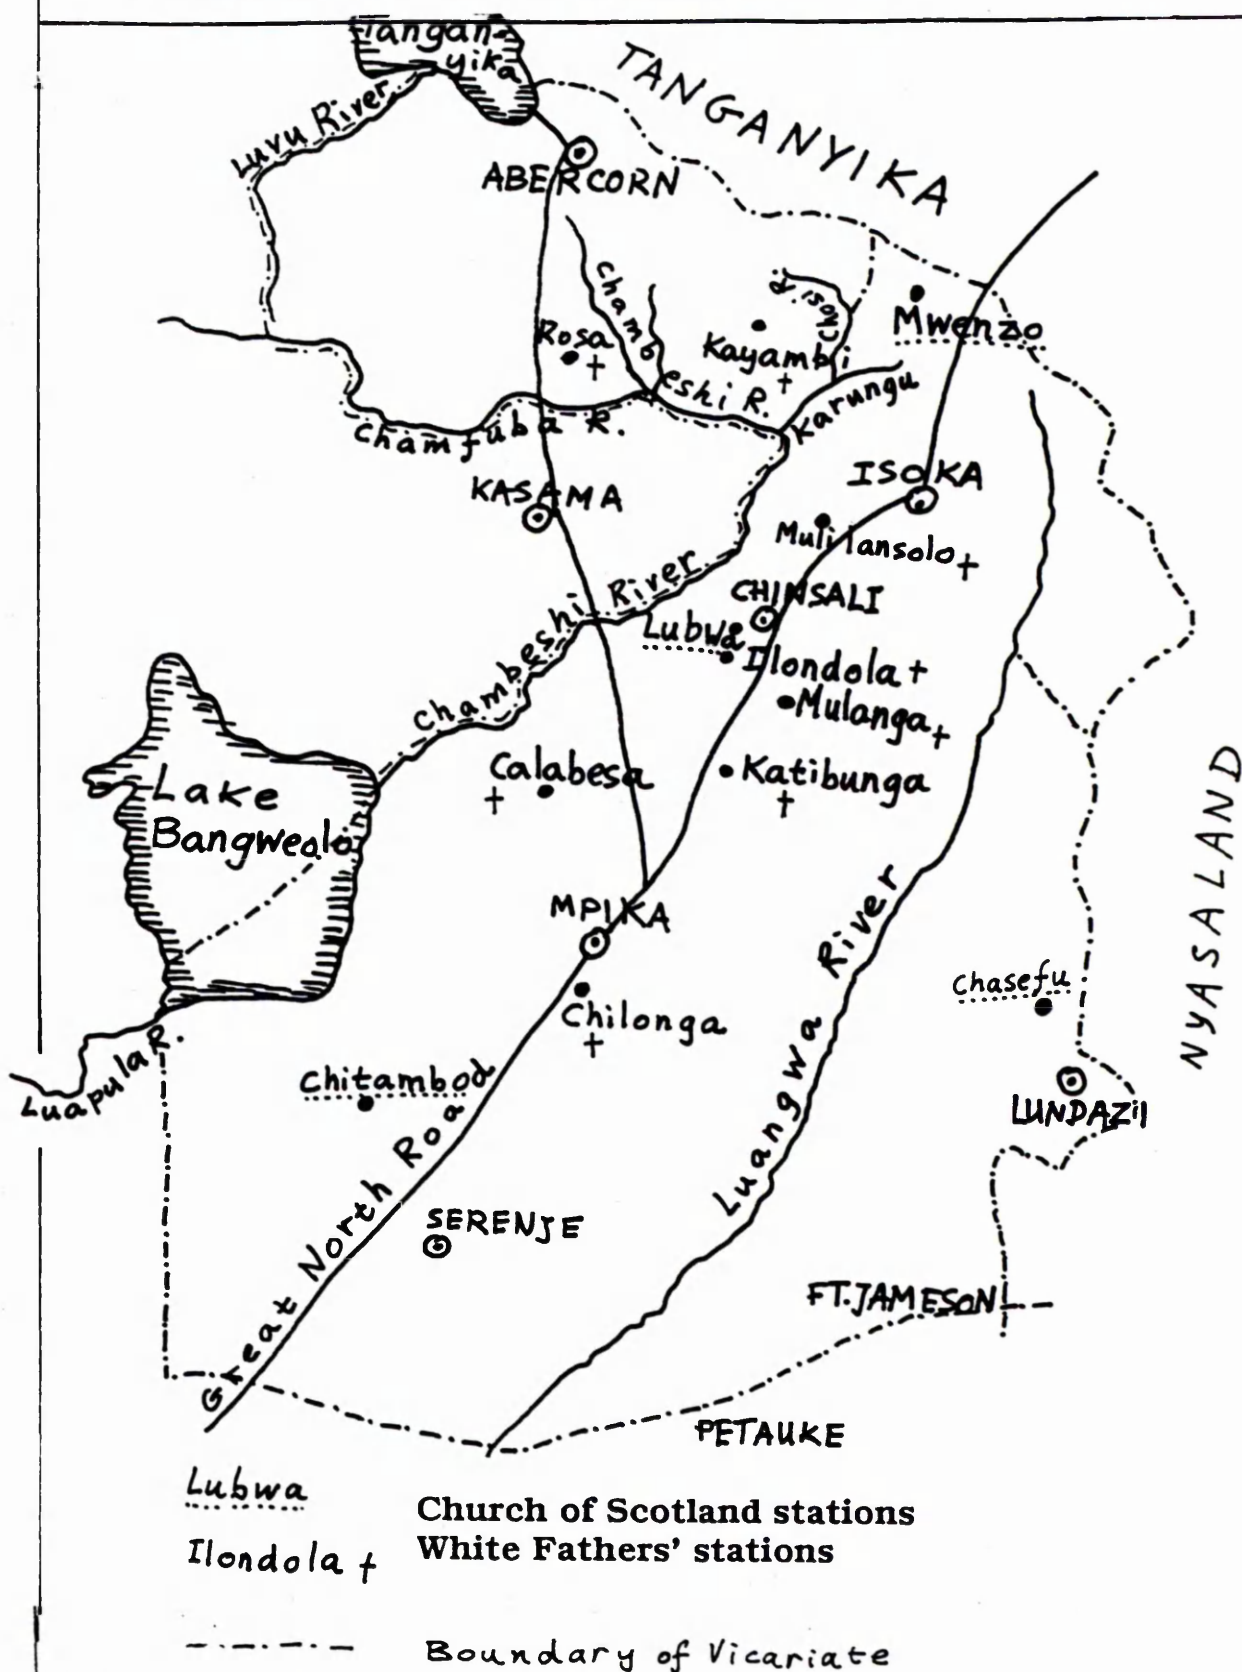 Tangan-
yika
TANGANYIKA
Luvu River
ABERCORN
Chambeshi R.
Chosi R.
Mwenzo
Rosa †
Kayambi
†
Karungu
Chamfuba R.
ISOKA
KASAMA
Mulilansolo †
CHINSALI
Chambeshi River
Lubwa
Ilondola †
Mulanga †
Calabesa
†
Katibunga
†
Lake
Bangweolo
NYASALAND
MPIKA
Chasefu
Chilonga
†
Luapula R.
Chitambo
LUNDAZI
Great North Road
Luangwa River
SERENJE
FT. JAMESON
PETAUKE
Lubwa Church of Scotland stations
Ilondola † White Fathers' stations
Boundary of Vicariate